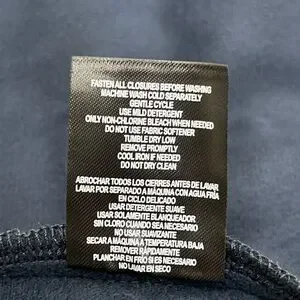 FASTEN ALL CLOSURES BEFORE WASHING
MACHINE WASH COLD SEPARATELY
GENTLE CYCLE
USE MILD DETERGENT
ONLY NON-CHLORINE BLEACH WHEN NEEDED
DO NOT USE FABRIC SOFTENER
TUMBLE DRY LOW
REMOVE PROMPTLY
COOL IRON IF NEEDED
DO NOT DRY CLEAN
ABROCHAR TODOS LOS CIERRES ANTES DE LAVAR
LAVAR POR SEPARADO A MÁQUINA CON AGUA FRÍA
EN CICLO DELICADO
USAR DETERGENTE SUAVE
USAR SOLAMENTE BLANQUEADOR
SIN CLORO CUANDO SEA NECESARIO
NO USAR SUAVIZANTE
SECAR A MÁQUINA A TEMPERATURA BAJA
REMOVER RÁPIDAMENTE
PLANCHAR EN FRÍO SI ES NECESARIO
NO LAVAR EN SECO